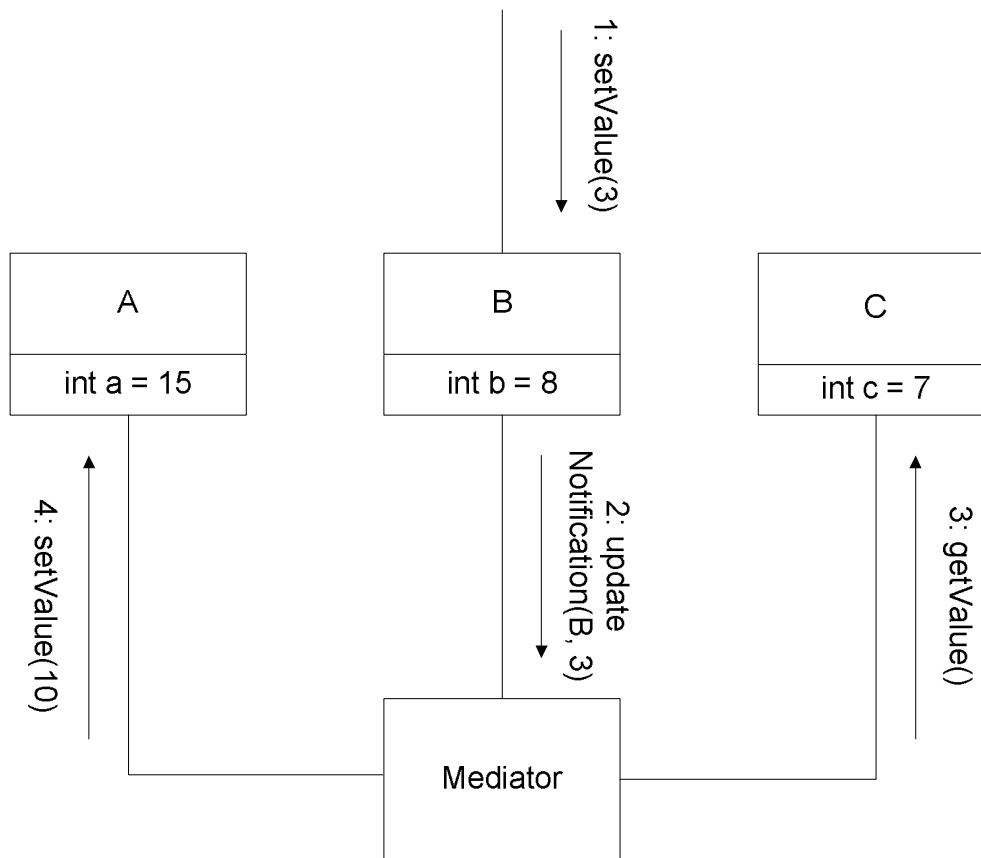 1: setValue(3)
A
int a = 15
B
int b = 8
C
int c = 7
4: setValue(10)
2: update
Notification(B, 3)
3: getValue()
Mediator